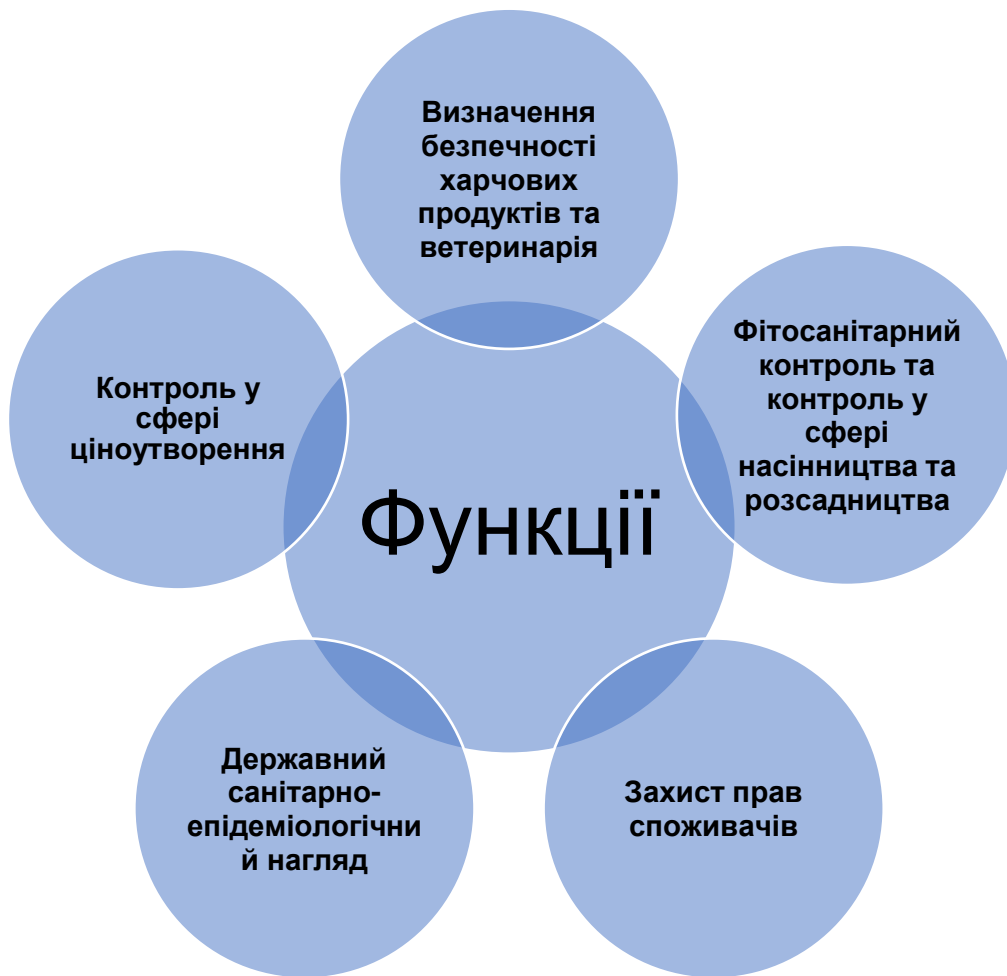 Визначення
безпечності
харчових
продуктів та
ветеринарія
Фітосанітарний
контроль та
контроль у
сфері
насінництва та
розсадництва
Контроль у
сфері
ціноутворення
Функції
Державний
санітарно-
епідеміологічни
й нагляд
Захист прав
споживачів